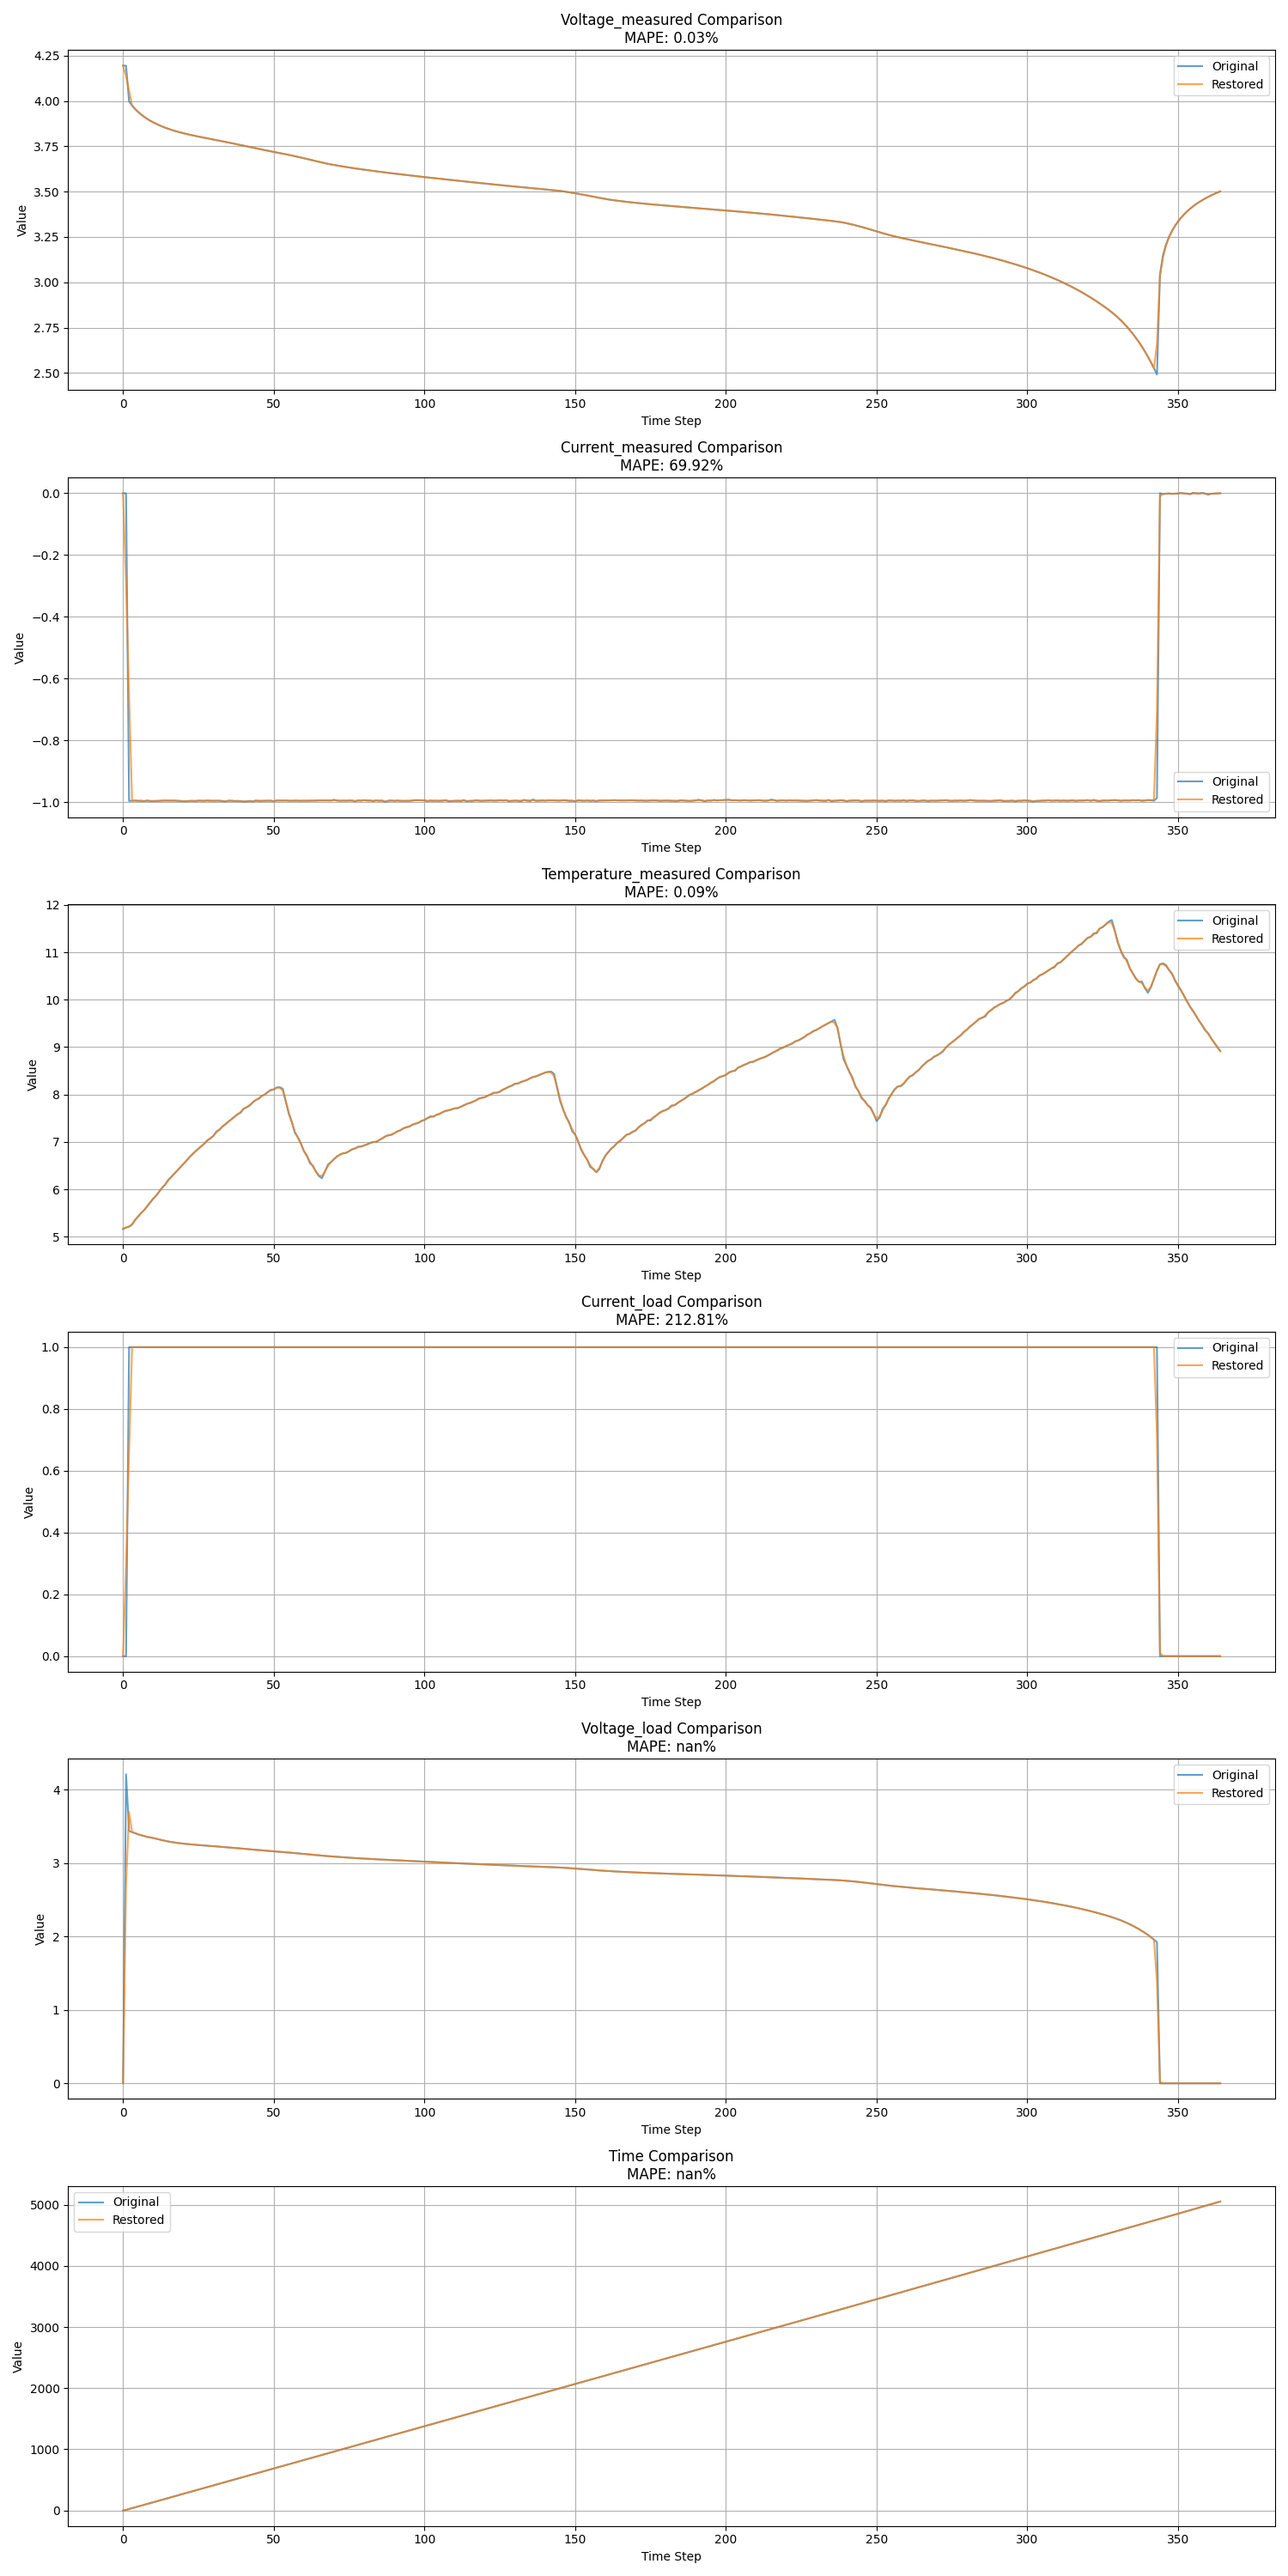 Voltage_measured Comparison
MAPE: 0.03%
4.25
4.00
3.75
3.50
3.25
3.00
2.75
2.50
Value
Original
Restored
0 50 100 150 200 250 300 350
Time Step
Current_measured Comparison
MAPE: 69.92%
0.0
−0.2
−0.4
−0.6
−0.8
−1.0
Value
Original
Restored
0 50 100 150 200 250 300 350
Time Step
Temperature_measured Comparison
MAPE: 0.09%
12
11
10
9
8
7
6
5
Value
Original
Restored
0 50 100 150 200 250 300 350
Time Step
Current_load Comparison
MAPE: 212.81%
1.0
0.8
0.6
0.4
0.2
0.0
Value
Original
Restored
0 50 100 150 200 250 300 350
Time Step
Voltage_load Comparison
MAPE: nan%
4
3
2
1
0
Value
Original
Restored
0 50 100 150 200 250 300 350
Time Step
Time Comparison
MAPE: nan%
5000
4000
3000
2000
1000
0
Value
Original
Restored
0 50 100 150 200 250 300 350
Time Step